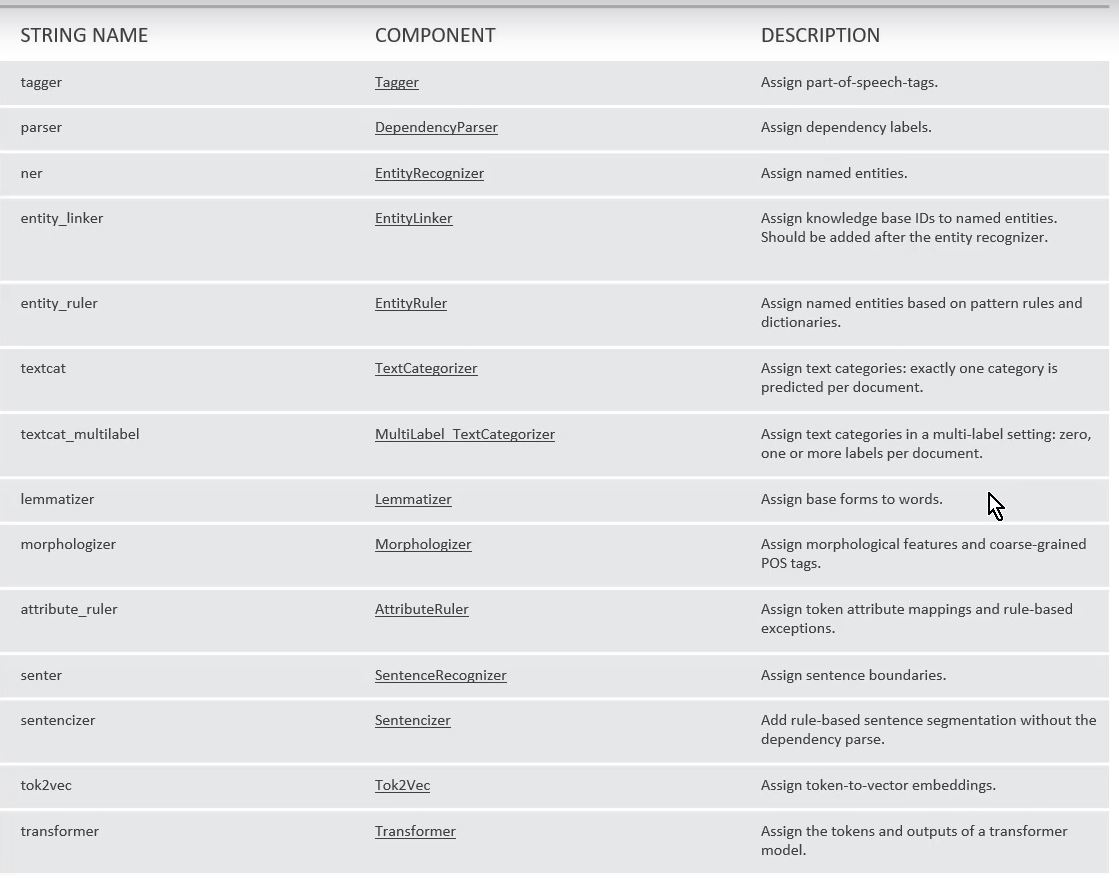 STRING NAME COMPONENT DESCRIPTION
tagger Tagger Assign part-of-speech-tags.
parser DependencyParser Assign dependency labels.
ner EntityRecognizer Assign named entities.
entity_linker EntityLinker Assign knowledge base IDs to named entities.
Should be added after the entity recognizer.
entity_ruler EntityRuler Assign named entities based on pattern rules and
dictionaries.
textcat TextCategorizer Assign text categories: exactly one category is
predicted per document.
textcat_multilabel MultiLabel_TextCategorizer Assign text categories in a multi-label setting: zero,
one or more labels per document.
lemmatizer Lemmatizer Assign base forms to words.
morphologizer Morphologizer Assign morphological features and coarse-grained
POS tags.
attribute_ruler AttributeRuler Assign token attribute mappings and rule-based
exceptions.
senter SentenceRecognizer Assign sentence boundaries.
sentencizer Sentencizer Add rule-based sentence segmentation without the
dependency parse.
tok2vec Tok2Vec Assign token-to-vector embeddings.
transformer Transformer Assign the tokens and outputs of a transformer
model.